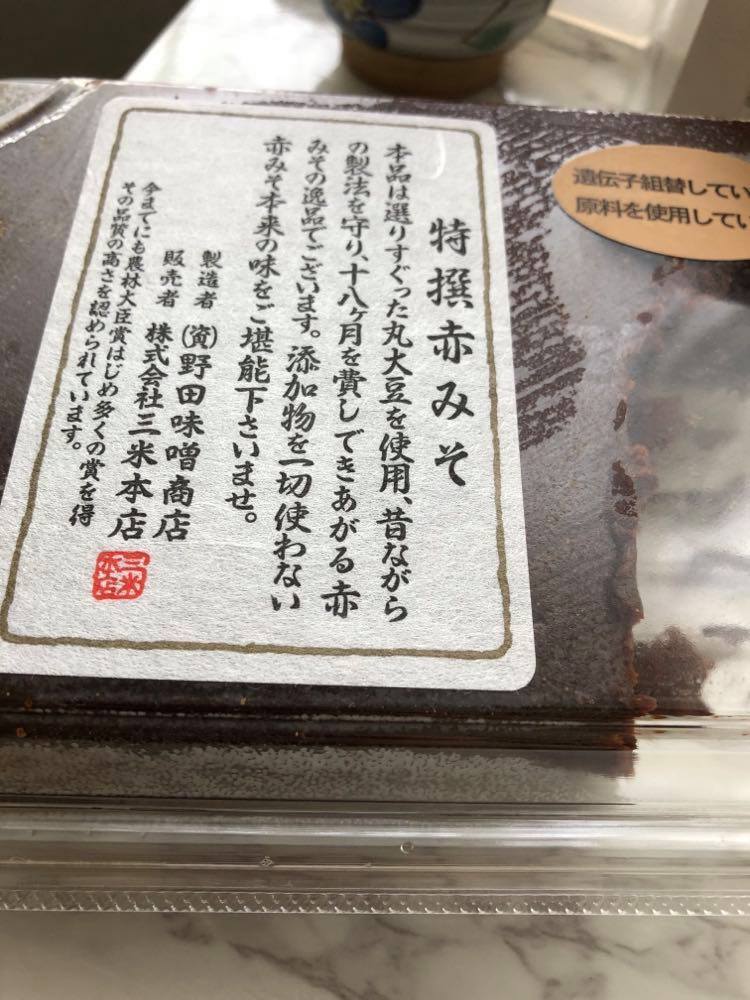 特撰赤みそ
本品は選りすぐった丸大豆を使用、昔ながら
の製法を守り、十八ヶ月を費しできあがる赤
みその逸品でございます。添加物を一切使わない
赤みそ本来の味をご堪能下さいませ。
製造者 (資)野田味噌商店
販売者 株式会社三米本店
今までにも農林大臣賞はじめ多くの賞を得
その品質の高さを認められています。
遺伝子組替してい
原料を使用してい